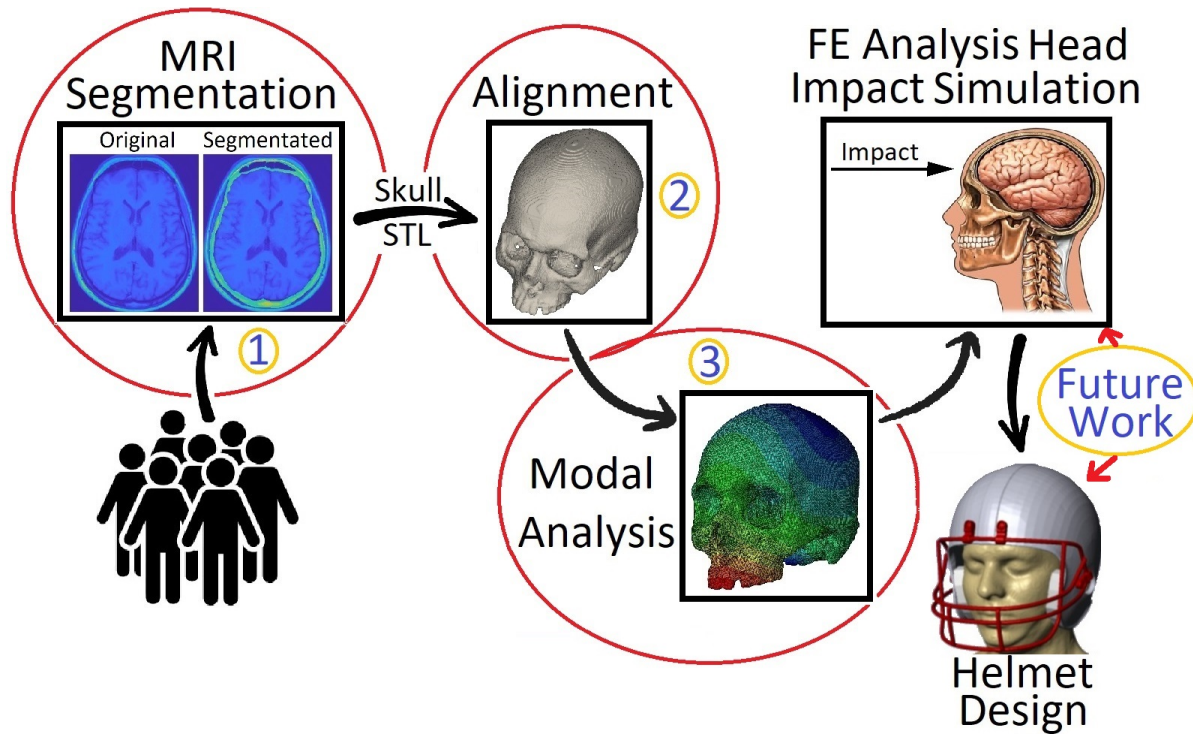 MRI
Segmentation
Original
Segmentated
1
Skull
STL
Alignment
2
3
Modal
Analysis
FE Analysis Head
Impact Simulation
Impact
Future
Work
Helmet
Design